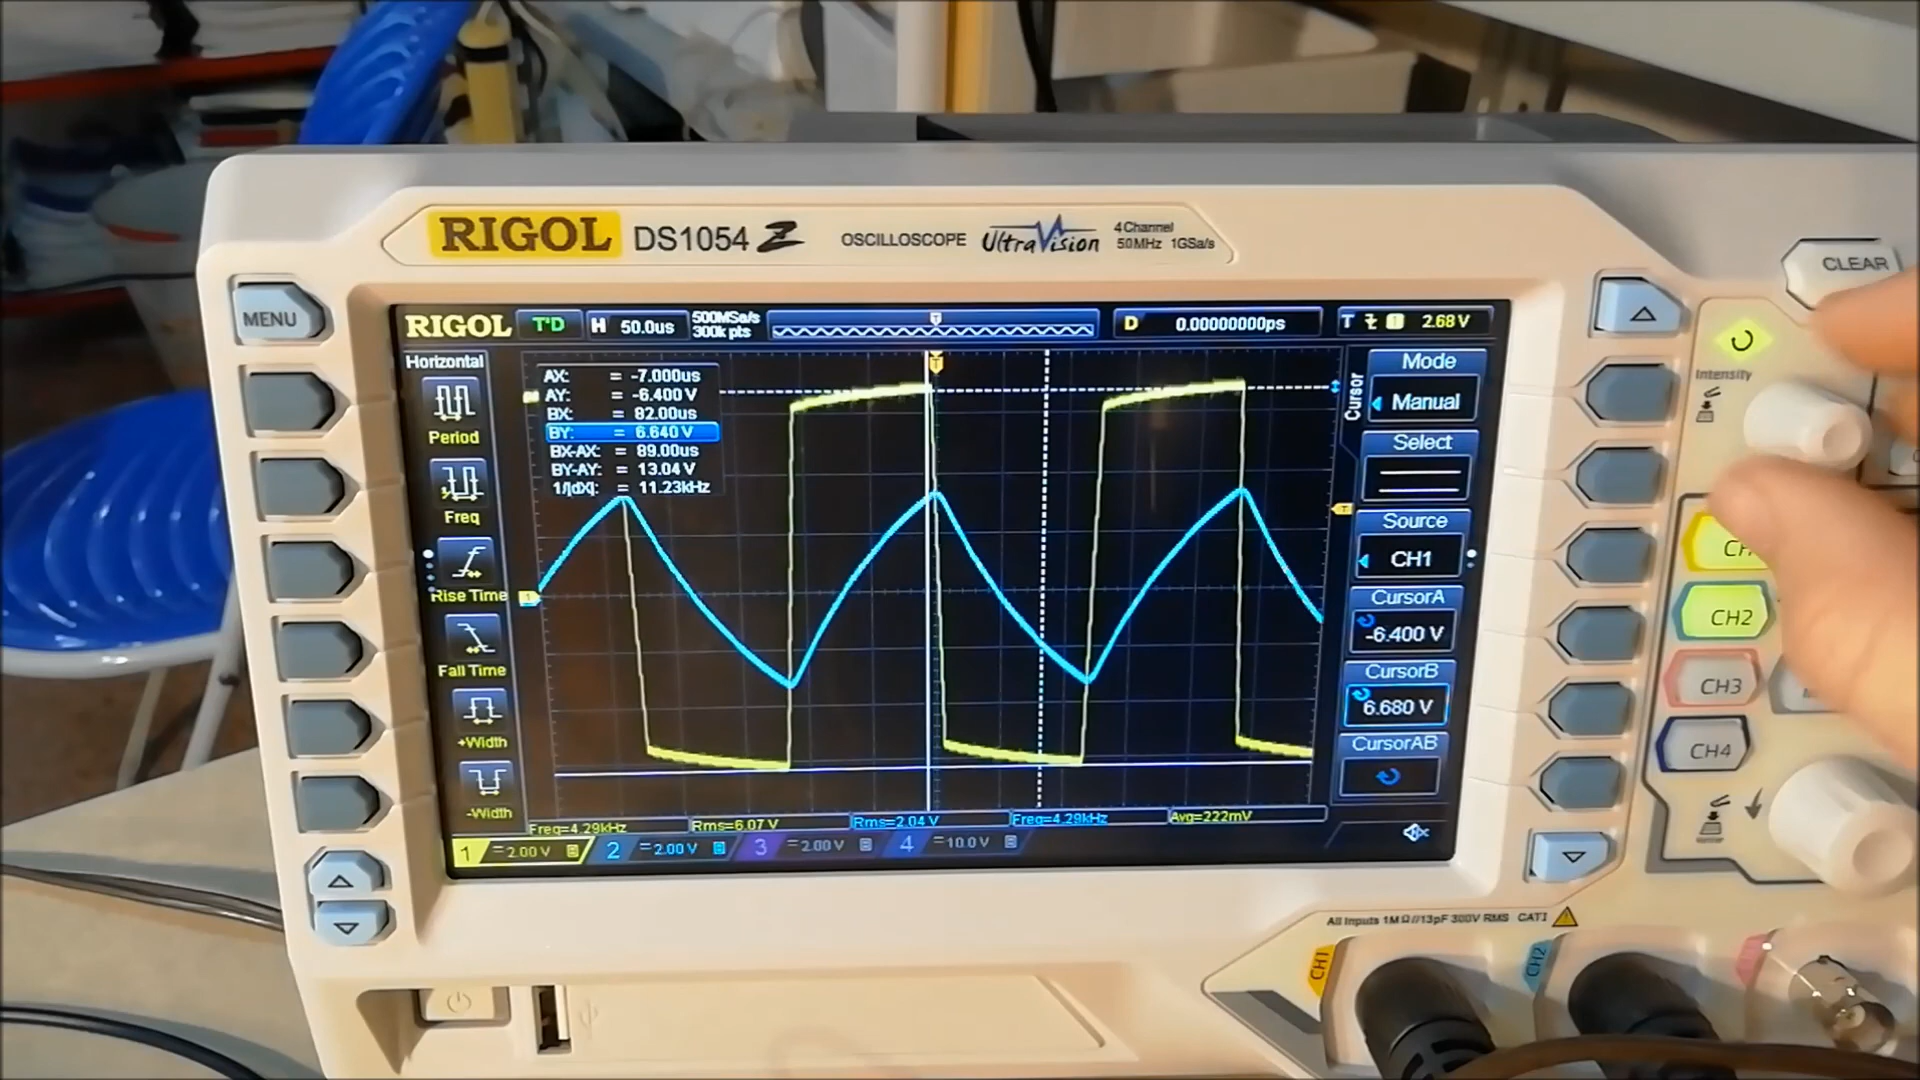 RIGOL DS1054 Z OSCILLOSCOPE UltraVision 4 Channel
50MHz 1GSa/s
CLEAR
MENU
RIGOL T'D H 50.0us 500MSa/s
300k pts
D 0.00000000ps T 1 2.68 V
Horizontal
Period
Freq
Rise Time
Fall Time
+Width
-Width
AX: = -7.000us
AY: = -6.400 V
BX: = 82.00us
BY: = 6.640 V
BX-AX: = 89.00us
BY-AY: = 13.04 V
1/|dX|: = 11.23kHz
T
T
T
1
Cursor
Mode
Manual
Select
Source
CH1
CursorA
-6.400 V
CursorB
6.680 V
CursorAB
Freq=4.29kHz Rms=6.07 V Rms=2.04 V Freq=4.29kHz Avg=222mV
1 = 2.00 V 2 = 2.00 V 3 = 2.00 V 4 = 10.0 V
Intensity
CH2
CH3
CH4
All Inputs 1MΩ//13pF 300V RMS CATI
CH1
CH2